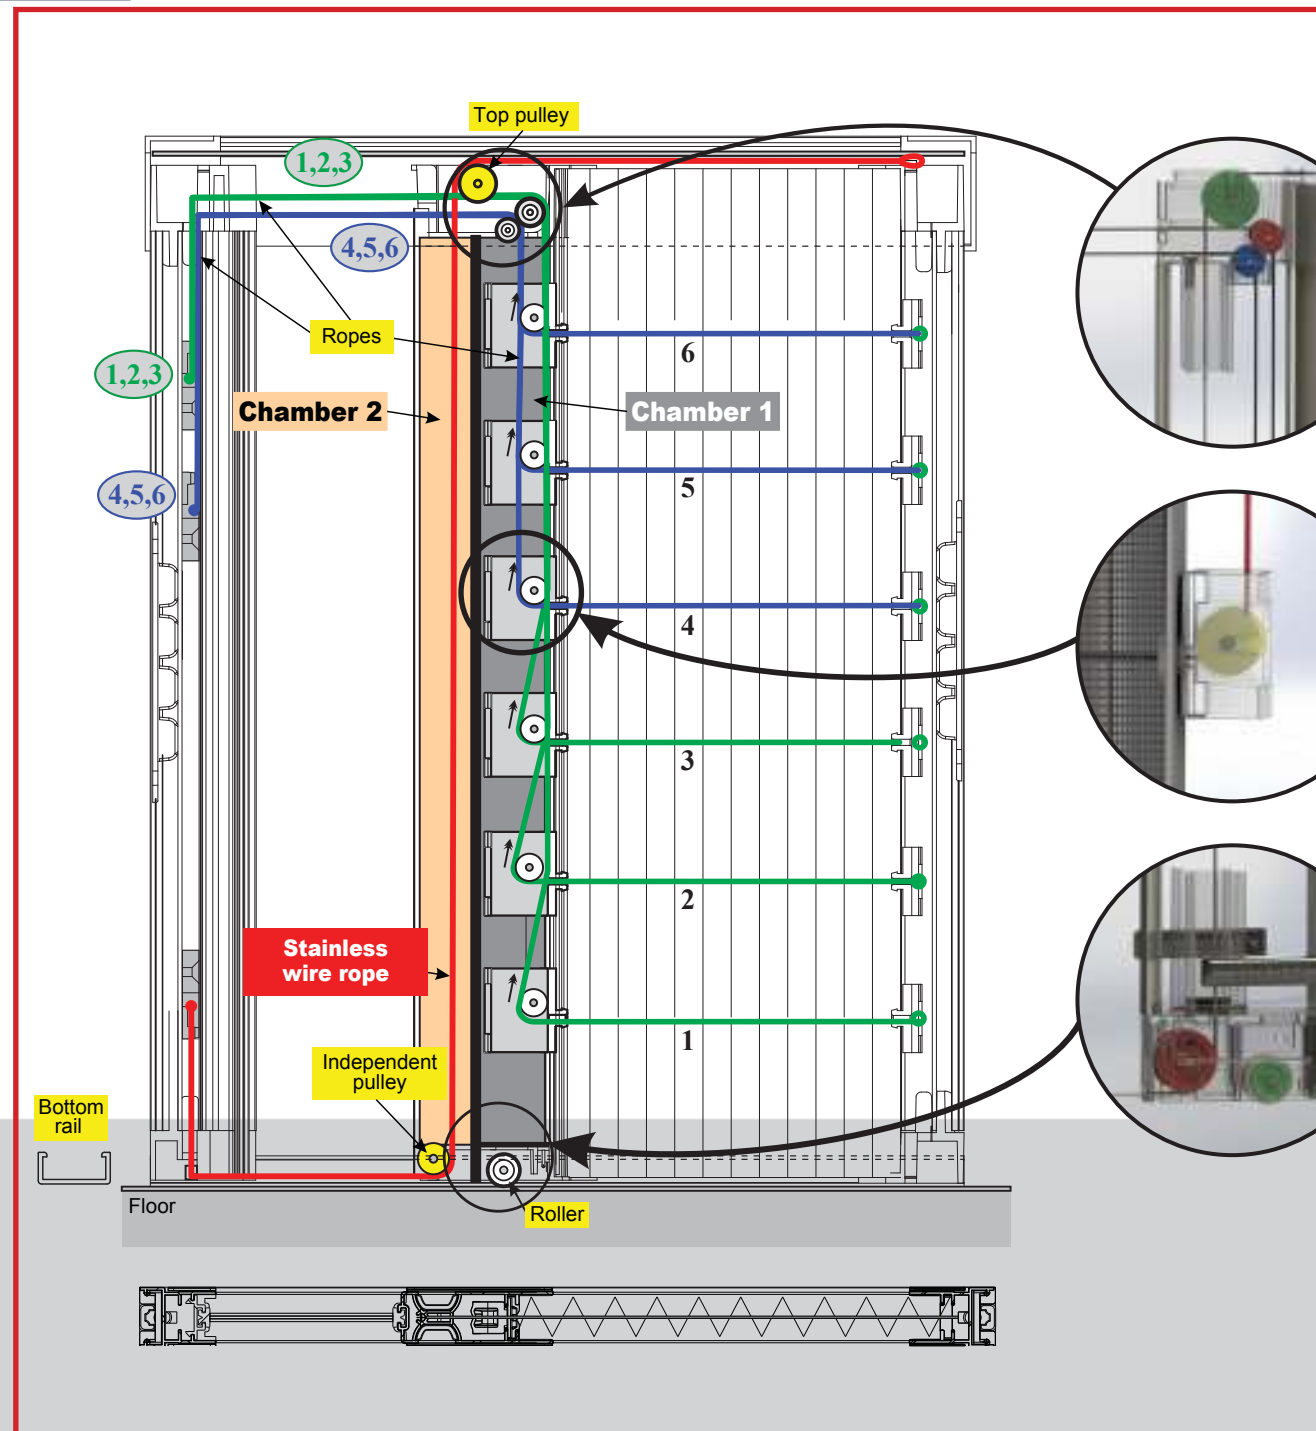 Top pulley
1,2,3
4,5,6
Ropes
6
1,2,3
Chamber 2
Chamber 1
4,5,6
5
4
3
2
Stainless
wire rope
1
Independent
pulley
Bottom
rail
Floor
Roller